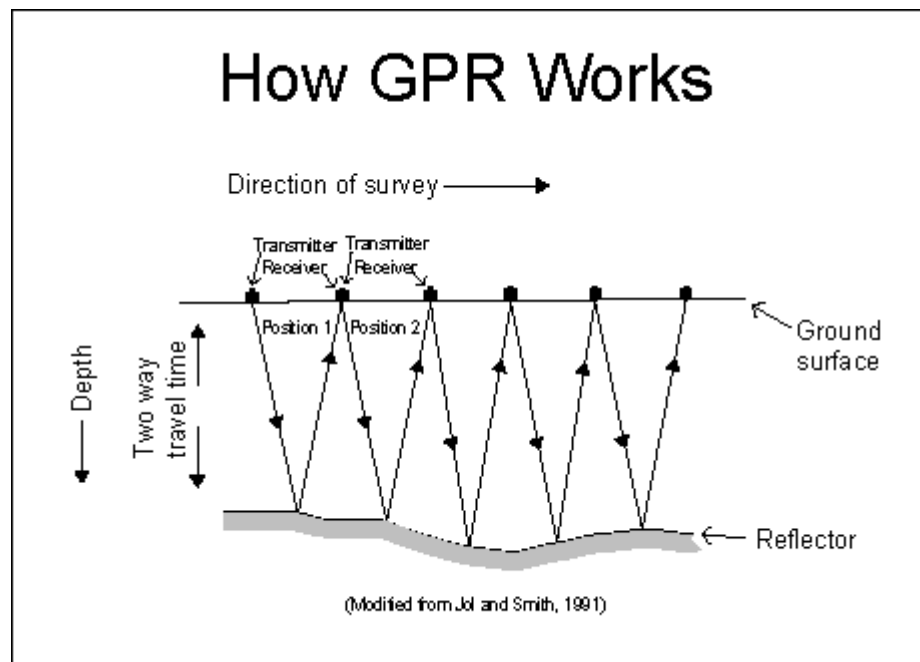 How GPR Works
Direction of survey
Transmitter Transmitter
Receiver Receiver
Position 1 Position 2
Ground
surface
Depth
Two way
travel time
Reflector
(Modified from Jol and Smith, 1991)